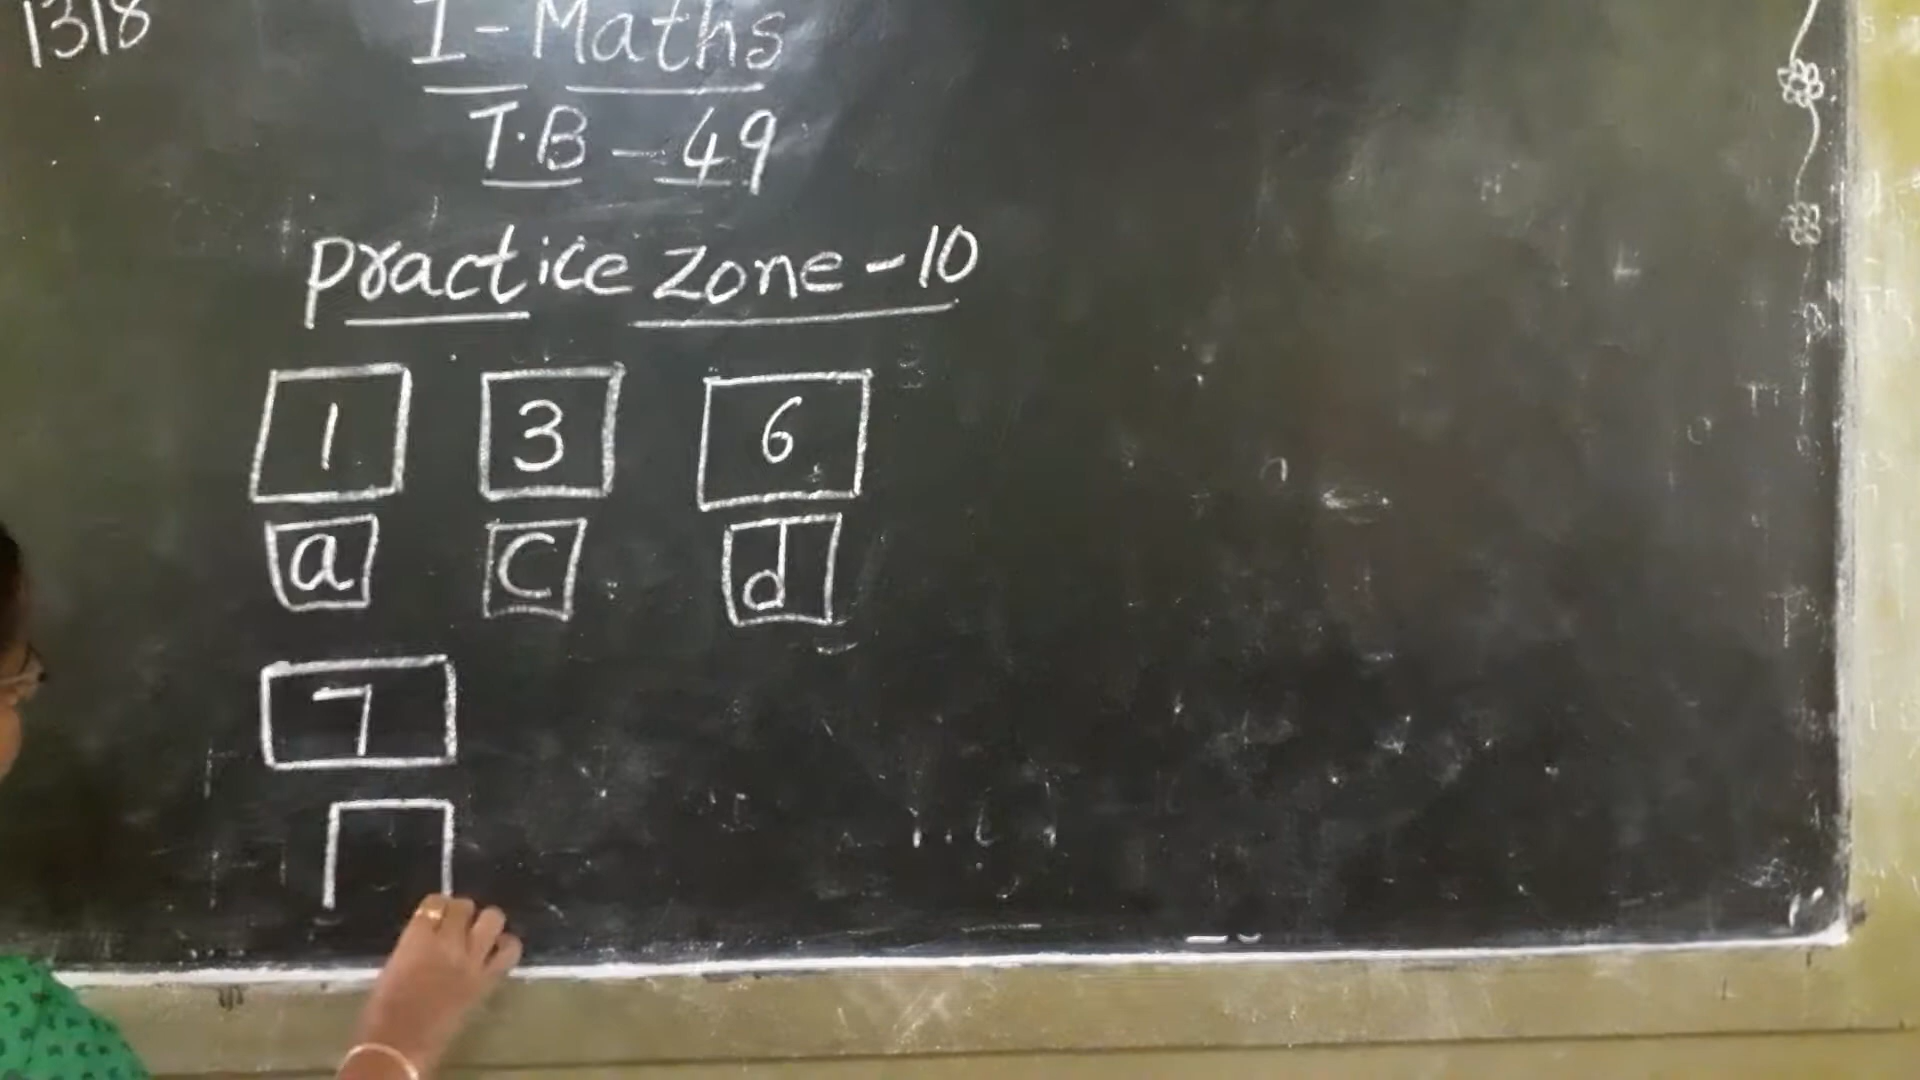 1318
I - Maths
T.B - 49
practice zone - 10
1 3 6
a c d
7